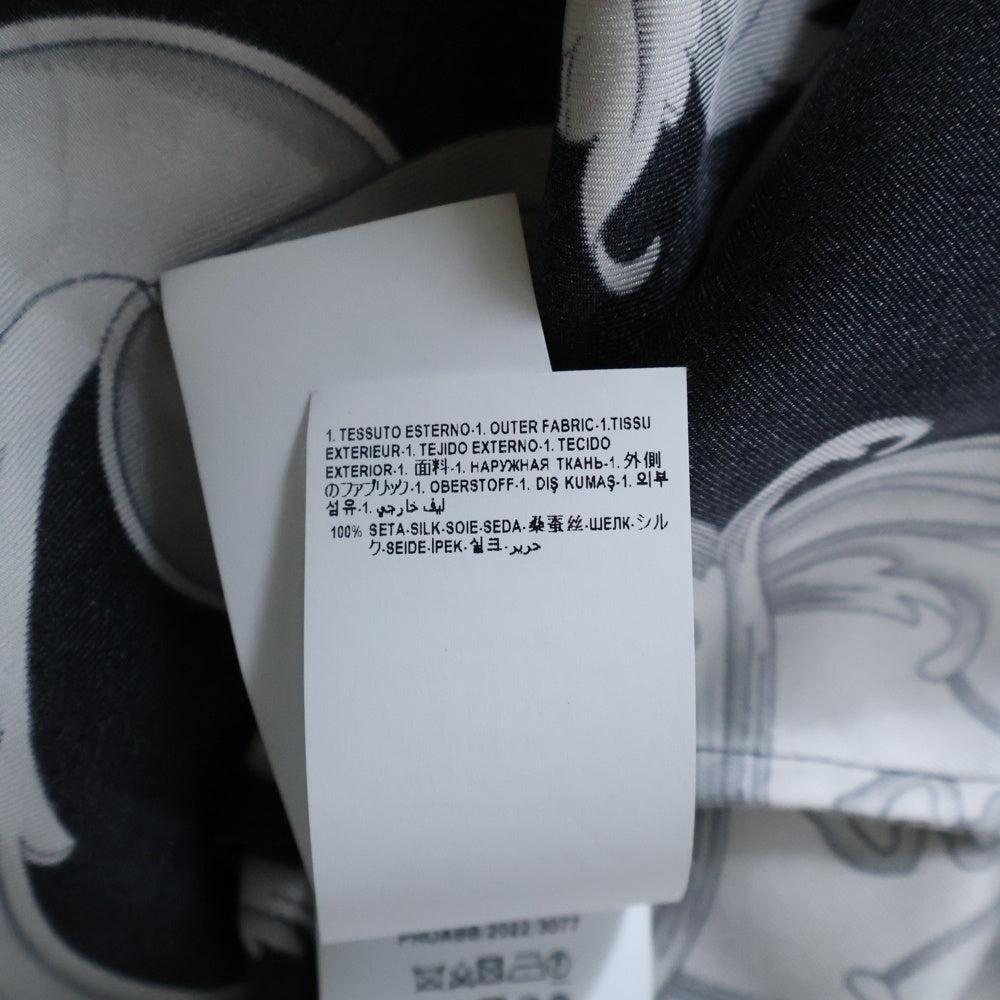 1. TESSUTO ESTERNO-1. OUTER FABRIC-1.TISSU
EXTERIEUR-1. TEJIDO EXTERNO-1. TECIDO
EXTERIOR-1. 面料-1. НАРУЖНАЯ ТКАНЬ-1. 外側
のファブリック-1. OBERSTOFF-1. DIŞ KUMAŞ-1. 외부
섬유-1. ليف خارجي
100% SETA-SILK-SOIE-SEDA-桑蚕丝-ШЕЛК-シル
ク-SEIDE-İPEK-실크-حرير